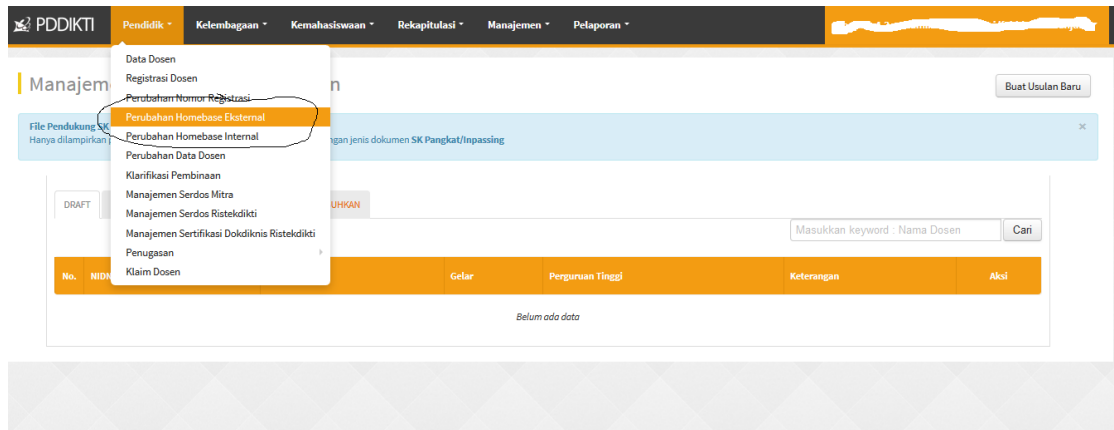 PDDIKTI Pendidik Kelembagaan Kemahasiswaan Rekapitulasi Manajemen Pelaporan
Data Dosen
Registrasi Dosen
Perubahan Nomor Registrasi
Perubahan Homebase Eksternal
Perubahan Homebase Internal
Perubahan Data Dosen
Klarifikasi Pembinaan
Manajemen Serdos Mitra
Manajemen Serdos Ristekdikti
Manajemen Sertifikasi Dokdiknis Ristekdikti
Penugasan
Klaim Dosen
Manajem n
Buat Usulan Baru
File Pendukung SK
Hanya dilampirkan ngan jenis dokumen SK Pangkat/Inpassing
×
DRAFT UHKAN
Masukkan keyword : Nama Dosen Cari
No. NIDN Gelar Perguruan Tinggi Keterangan Aksi
Belum ada data